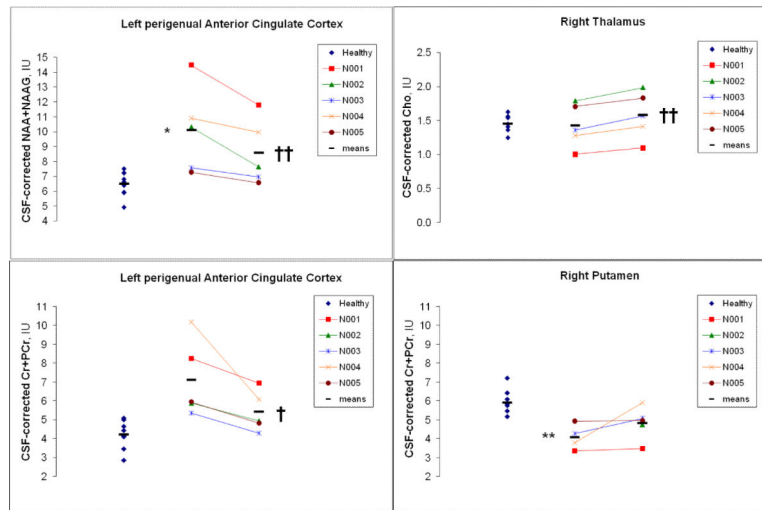 Left perigenual Anterior Cingulate Cortex
CSF-corrected NAA+NAAG, IU
15
14
13
12
11
10
9
8
7
6
5
4
*
††
Healthy
N001
N002
N003
N004
N005
means
Right Thalamus
CSF-corrected Cho, IU
2.5
2.0
1.5
1.0
0.5
0.0
††
Healthy
N001
N002
N003
N004
N005
means
Left perigenual Anterior Cingulate Cortex
CSF-corrected Cr+PCr, IU
11
10
9
8
7
6
5
4
3
2
†
Healthy
N001
N002
N003
N004
N005
means
Right Putamen
CSF-corrected Cr+PCr, IU
11
10
9
8
7
6
5
4
3
2
**
Healthy
N001
N002
N003
N004
N005
means